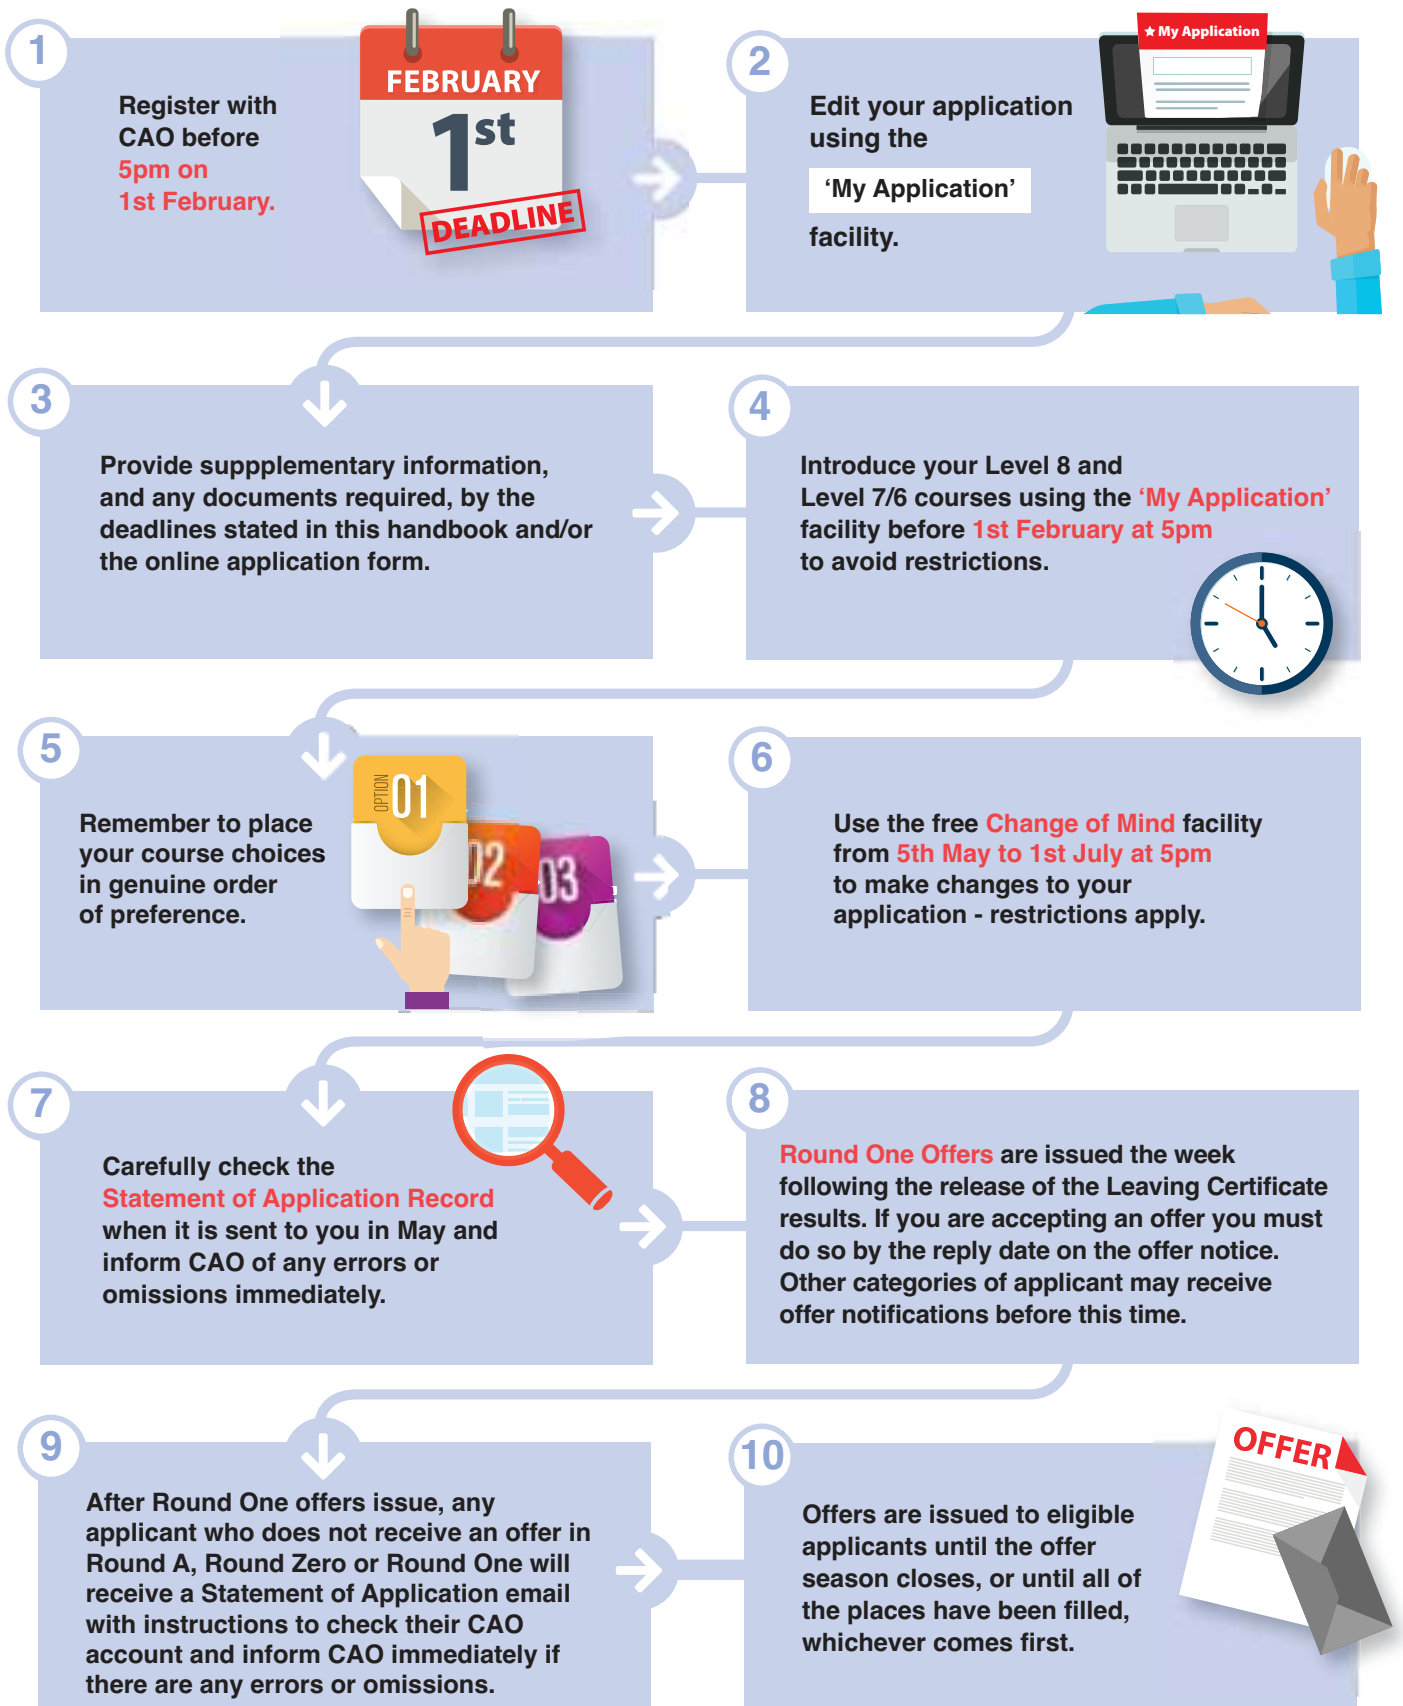 1
Register with
CAO before
5pm on
1st February.
FEBRUARY
1st
DEADLINE
2
Edit your application
using the
‘My Application’
facility.
★ My Application
3
Provide suppplementary information,
and any documents required, by the
deadlines stated in this handbook and/or
the online application form.
4
Introduce your Level 8 and
Level 7/6 courses using the ‘My Application’
facility before 1st February at 5pm
to avoid restrictions.
5
Remember to place
your course choices
in genuine order
of preference.
OPTION 01
02
03
6
Use the free Change of Mind facility
from 5th May to 1st July at 5pm
to make changes to your
application - restrictions apply.
7
Carefully check the
Statement of Application Record
when it is sent to you in May and
inform CAO of any errors or
omissions immediately.
8
Round One Offers are issued the week
following the release of the Leaving Certificate
results. If you are accepting an offer you must
do so by the reply date on the offer notice.
Other categories of applicant may receive
offer notifications before this time.
9
After Round One offers issue, any
applicant who does not receive an offer in
Round A, Round Zero or Round One will
receive a Statement of Application email
with instructions to check their CAO
account and inform CAO immediately if
there are any errors or omissions.
10
Offers are issued to eligible
applicants until the offer
season closes, or until all of
the places have been filled,
whichever comes first.
OFFER